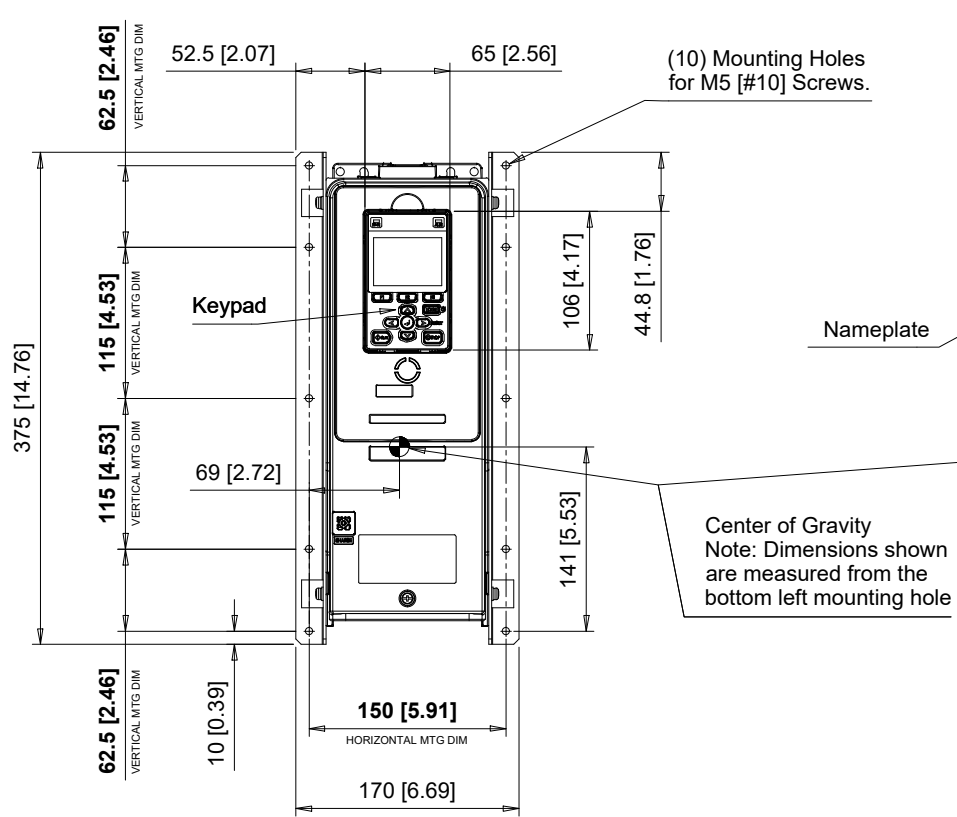 62.5 [2.46]
VERTICAL MTG DIM
52.5 [2.07]
65 [2.56]
(10) Mounting Holes
for M5 [#10] Screws.
115 [4.53]
VERTICAL MTG DIM
Keypad
106 [4.17]
44.8 [1.76]
Nameplate
375 [14.76]
115 [4.53]
VERTICAL MTG DIM
69 [2.72]
141 [5.53]
Center of Gravity
Note: Dimensions shown
are measured from the
bottom left mounting hole
62.5 [2.46]
VERTICAL MTG DIM
10 [0.39]
150 [5.91]
HORIZONTAL MTG DIM
170 [6.69]